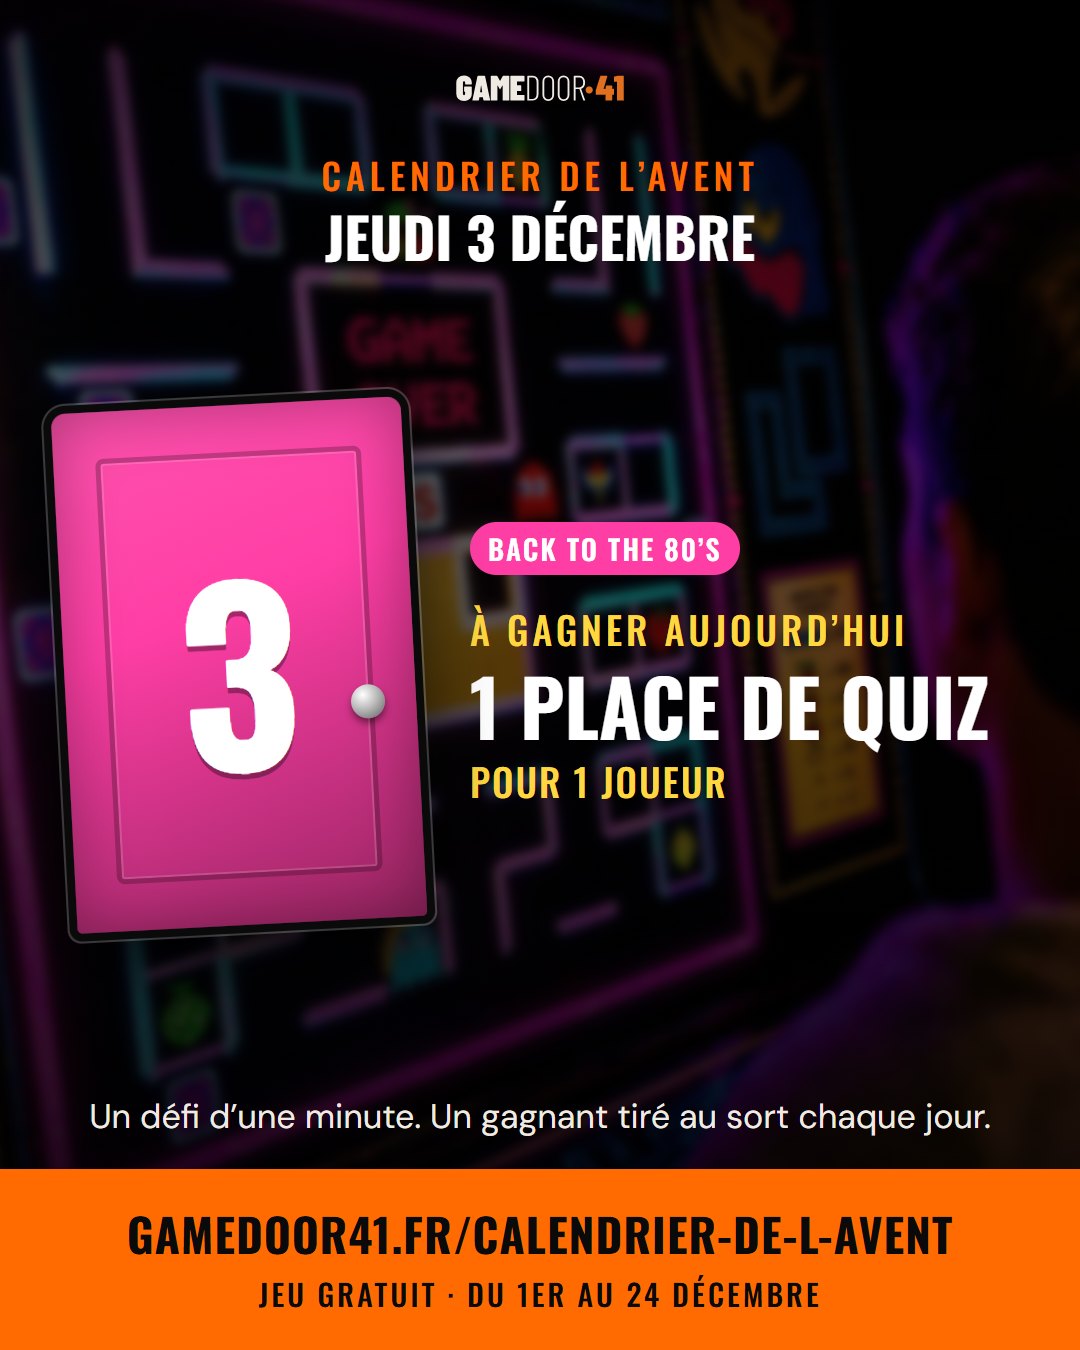 GAMEDOOR·41
CALENDRIER DE L’AVENT
JEUDI 3 DÉCEMBRE
GAME
3
BACK TO THE 80’S
À GAGNER AUJOURD’HUI
1 PLACE DE QUIZ
POUR 1 JOUEUR
Un défi d’une minute. Un gagnant tiré au sort chaque jour.
GAMEDOOR41.FR/CALENDRIER-DE-L-AVENT
JEU GRATUIT · DU 1ER AU 24 DÉCEMBRE